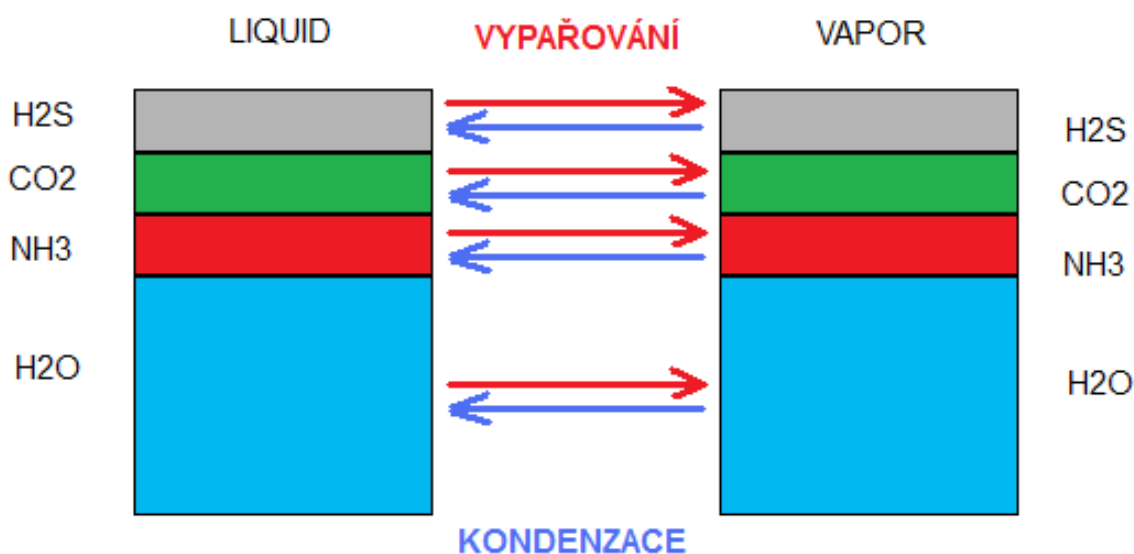 LIQUID VYPAŘOVÁNÍ VAPOR
H2S H2S
CO2 CO2
NH3 NH3
H2O H2O
KONDENZACE